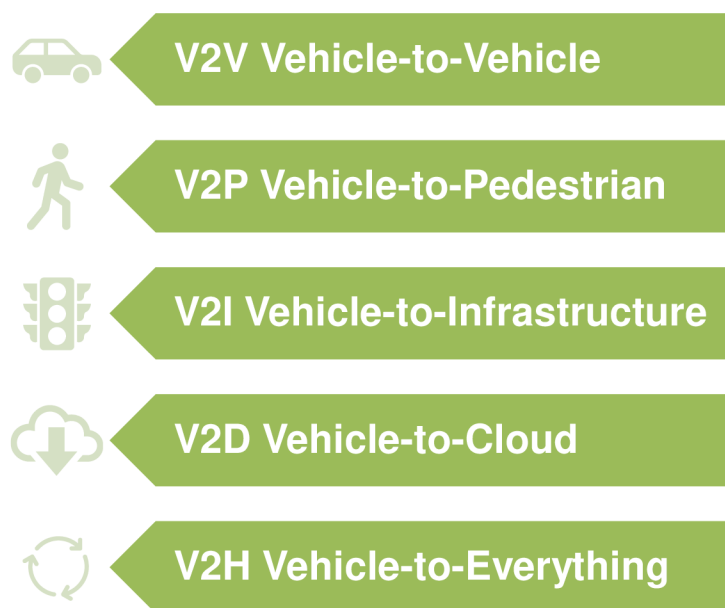 V2V Vehicle-to-Vehicle
V2P Vehicle-to-Pedestrian
V2I Vehicle-to-Infrastructure
V2D Vehicle-to-Cloud
V2H Vehicle-to-Everything